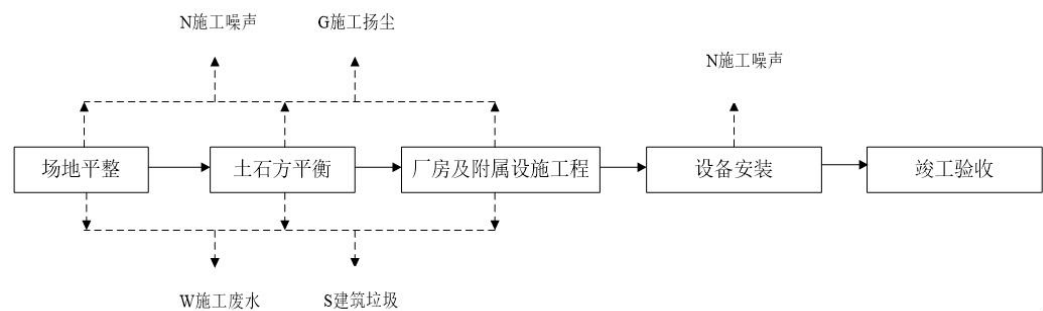 N施工噪声
G施工扬尘
N施工噪声
场地平整
土石方平衡
厂房及附属设施工程
设备安装
竣工验收
W施工废水
S建筑垃圾